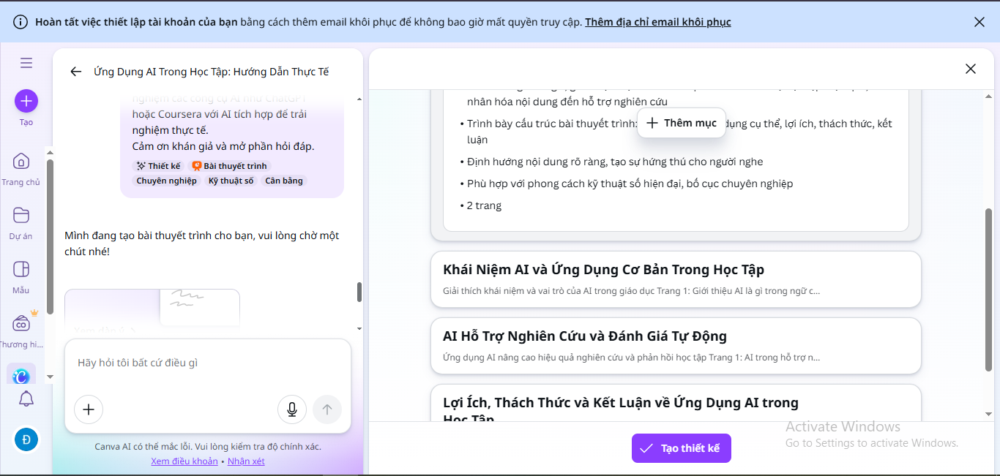 Hoàn tất việc thiết lập tài khoản của bạn bằng cách thêm email khôi phục để không bao giờ mất quyền truy cập. Thêm địa chỉ email khôi phục
Tạo
Trang chủ
Dự án
Mẫu
Thương hi...
Đ
Ứng Dụng AI Trong Học Tập: Hướng Dẫn Thực Tế
nghiệm các công cụ AI như ChatGPT
hoặc Coursera với AI tích hợp để trải
nghiệm thực tế.
Cảm ơn khán giả và mở phần hỏi đáp.
Thiết kế Bài thuyết trình
Chuyên nghiệp Kỹ thuật số Cân bằng
Mình đang tạo bài thuyết trình cho bạn, vui lòng chờ một
chút nhé!
Xem dàn ý
Hãy hỏi tôi bất cứ điều gì
Canva AI có thể mắc lỗi. Vui lòng kiểm tra độ chính xác.
Xem điều khoản • Nhận xét
nhân hóa nội dung đến hỗ trợ nghiên cứu
• Trình bày cấu trúc bài thuyết trình: dụng cụ thể, lợi ích, thách thức, kết
luận
Thêm mục
• Định hướng nội dung rõ ràng, tạo sự hứng thú cho người nghe
• Phù hợp với phong cách kỹ thuật số hiện đại, bố cục chuyên nghiệp
• 2 trang
Khái Niệm AI và Ứng Dụng Cơ Bản Trong Học Tập
Giải thích khái niệm và vai trò của AI trong giáo dục Trang 1: Giới thiệu AI là gì trong ngữ c...
AI Hỗ Trợ Nghiên Cứu và Đánh Giá Tự Động
Ứng dụng AI nâng cao hiệu quả nghiên cứu và phản hồi học tập Trang 1: AI trong hỗ trợ n...
Lợi Ích, Thách Thức và Kết Luận về Ứng Dụng AI trong
Học Tập
Tạo thiết kế
Activate Windows
Go to Settings to activate Windows.